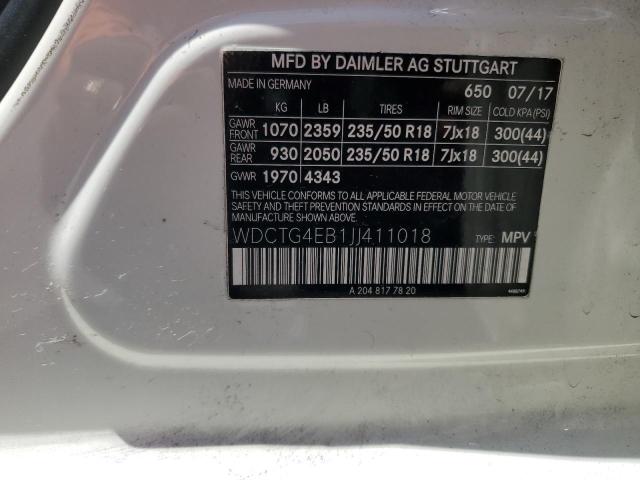 MFD BY DAIMLER AG STUTTGART
MADE IN GERMANY 650 07/17
KG LB TIRES RIM SIZE COLD KPA (PSI)
GAWR FRONT 1070 2359 235/50 R18 7Jx18 300(44)
GAWR REAR 930 2050 235/50 R18 7Jx18 300(44)
GVWR 1970 4343
THIS VEHICLE CONFORMS TO ALL APPLICABLE FEDERAL MOTOR VEHICLE
SAFETY AND THEFT PREVENTION STANDARDS IN EFFECT ON THE DATE OF
MANUFACTURE SHOWN ABOVE.
WDCTG4EB1JJ411018 TYPE: MPV
A 204 817 78 20